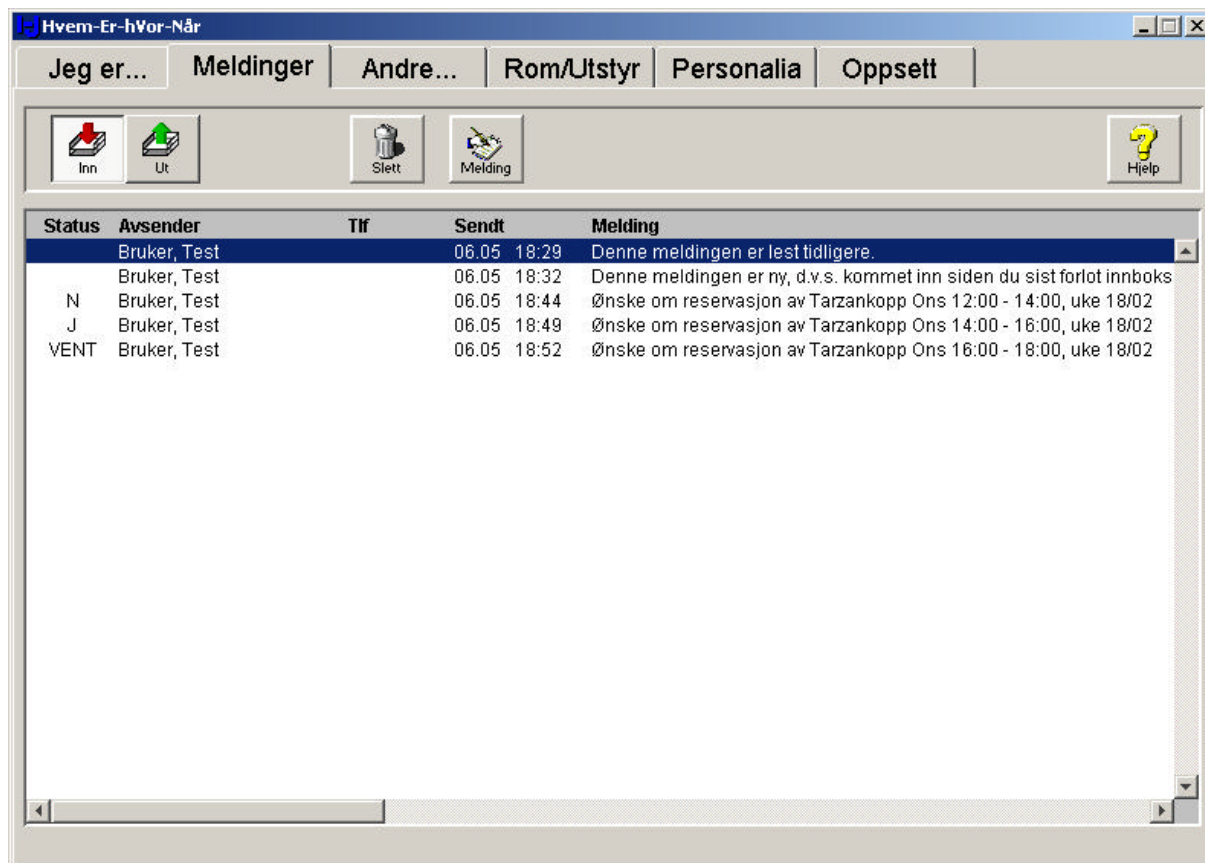 Hvem-Er-hVor-Når
Jeg er... Meldinger Andre... Rom/Utstyr Personalia Oppsett
Inn Ut Slett Melding Hjelp
Status Avsender Tlf Sendt Melding
Bruker, Test 06.05 18:29 Denne meldingen er lest tidligere.
Bruker, Test 06.05 18:32 Denne meldingen er ny, d.v.s. kommet inn siden du sist forlot innboks
N Bruker, Test 06.05 18:44 Ønske om reservasjon av Tarzankopp Ons 12:00 - 14:00, uke 18/02
J Bruker, Test 06.05 18:49 Ønske om reservasjon av Tarzankopp Ons 14:00 - 16:00, uke 18/02
VENT Bruker, Test 06.05 18:52 Ønske om reservasjon av Tarzankopp Ons 16:00 - 18:00, uke 18/02